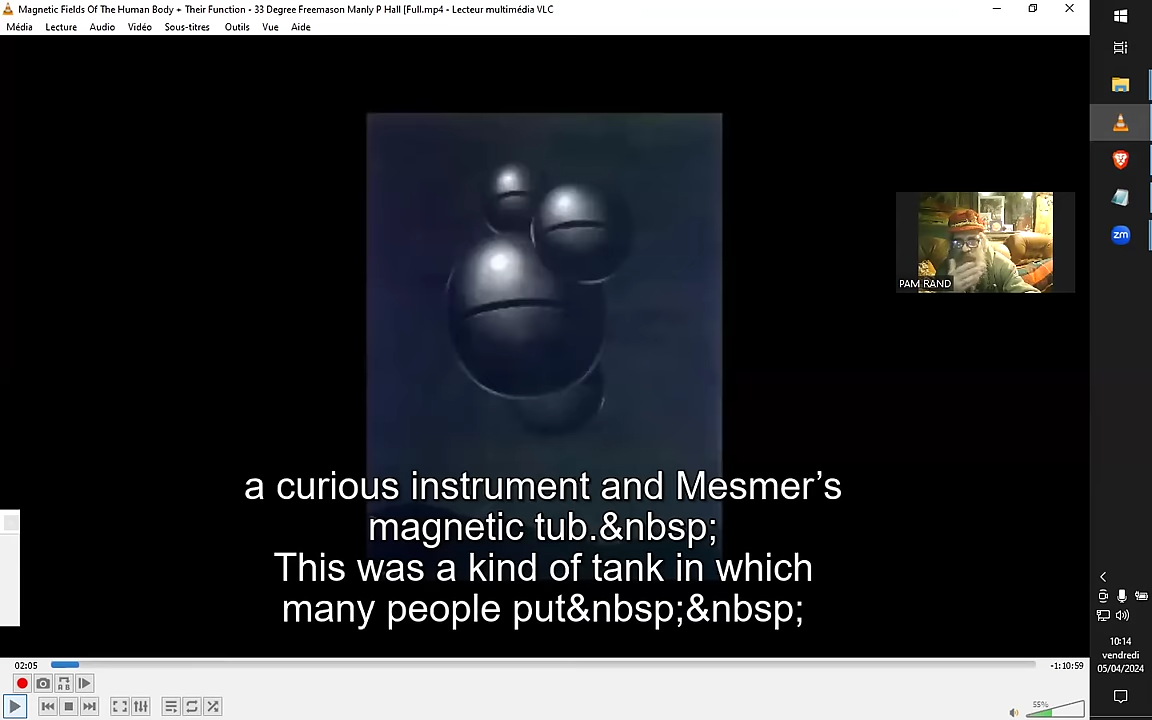 Magnetic Fields Of The Human Body + Their Function - 33 Degree Freemason Manly P Hall [Full.mp4 - Lecteur multimédia VLC
Média Lecture Audio Vidéo Sous-titres Outils Vue Aide
PAM RAND
zm
a curious instrument and Mesmer’s
magnetic tub.&nbsp;
This was a kind of tank in which
many people put&nbsp;&nbsp;
02:05
-1:10:59
55%
10:14
vendredi
05/04/2024